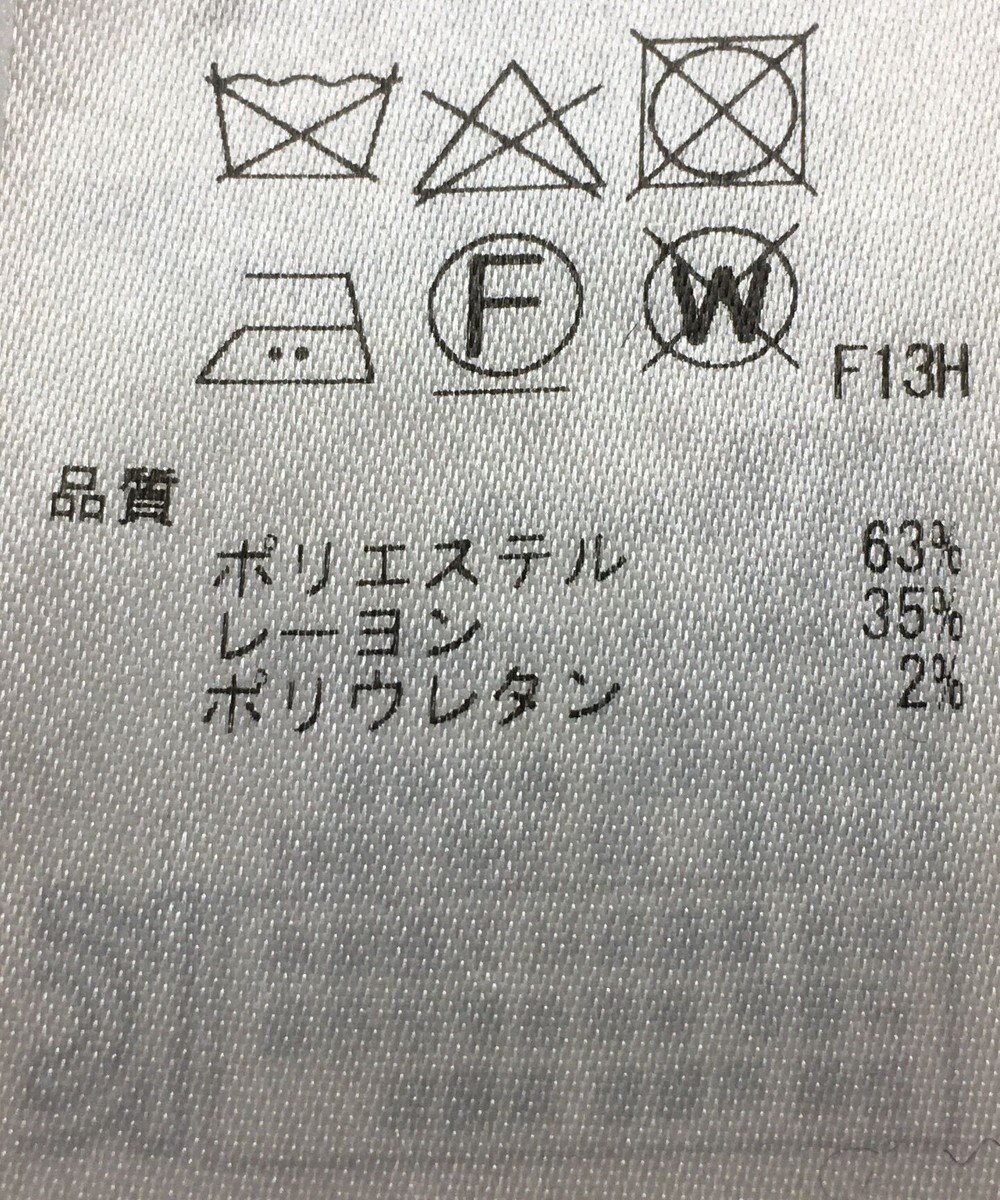 F W F13H
品質
ポリエステル 63%
レーヨン 35%
ポリウレタン 2%